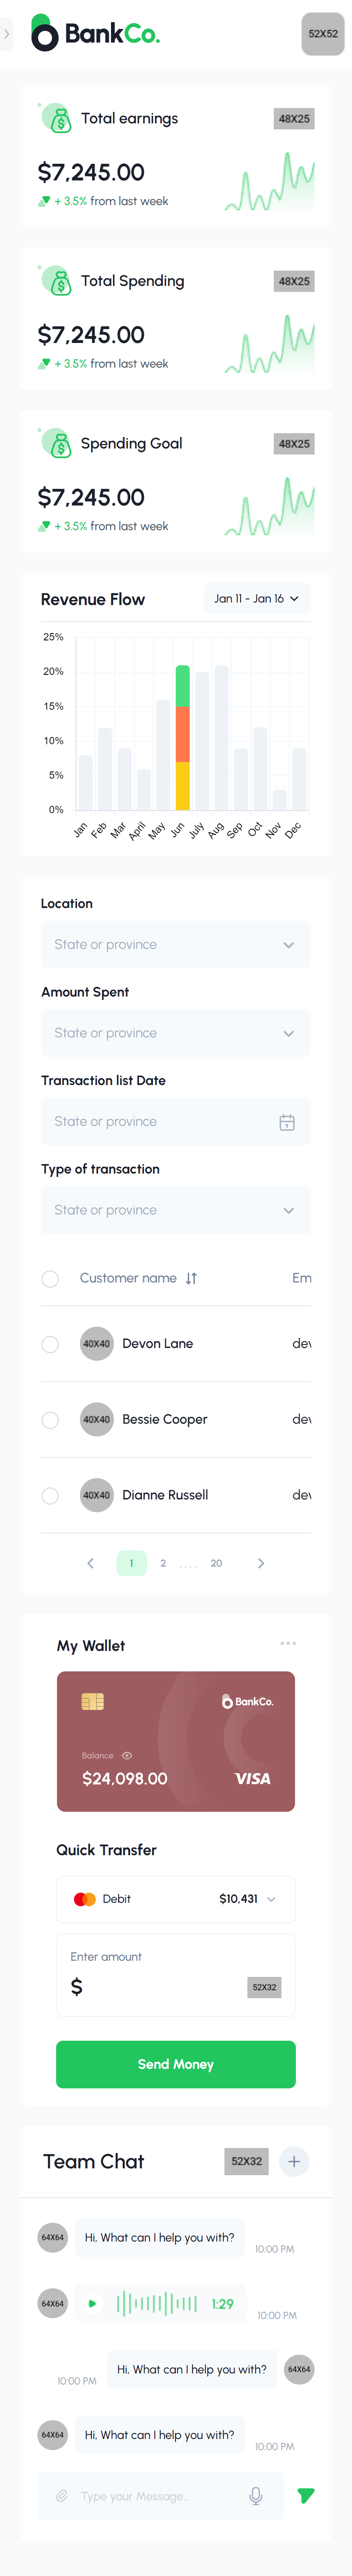 BankCo.
52X52
Total earnings
48X25
$7,245.00
+ 3.5% from last week
Total Spending
48X25
$7,245.00
+ 3.5% from last week
Spending Goal
48X25
$7,245.00
+ 3.5% from last week
Revenue Flow
Jan 11 - Jan 16
25%
20%
15%
10%
5%
0%
Jan Feb Mar April May Jun July Aug Sep Oct Nov Dec
Location
State or province
Amount Spent
State or province
Transaction list Date
State or province
Type of transaction
State or province
Customer name Em
40X40 Devon Lane dev
40X40 Bessie Cooper dev
40X40 Dianne Russell dev
1 2 .... 20
My Wallet
BankCo.
Balance
$24,098.00 VISA
Quick Transfer
Debit $10,431
Enter amount
$ 52X32
Send Money
Team Chat 52X32
64X64 Hi, What can I help you with?
10:00 PM
64X64 1:29
10:00 PM
Hi, What can I help you with? 64X64
10:00 PM
64X64 Hi, What can I help you with?
10:00 PM
Type your Message...